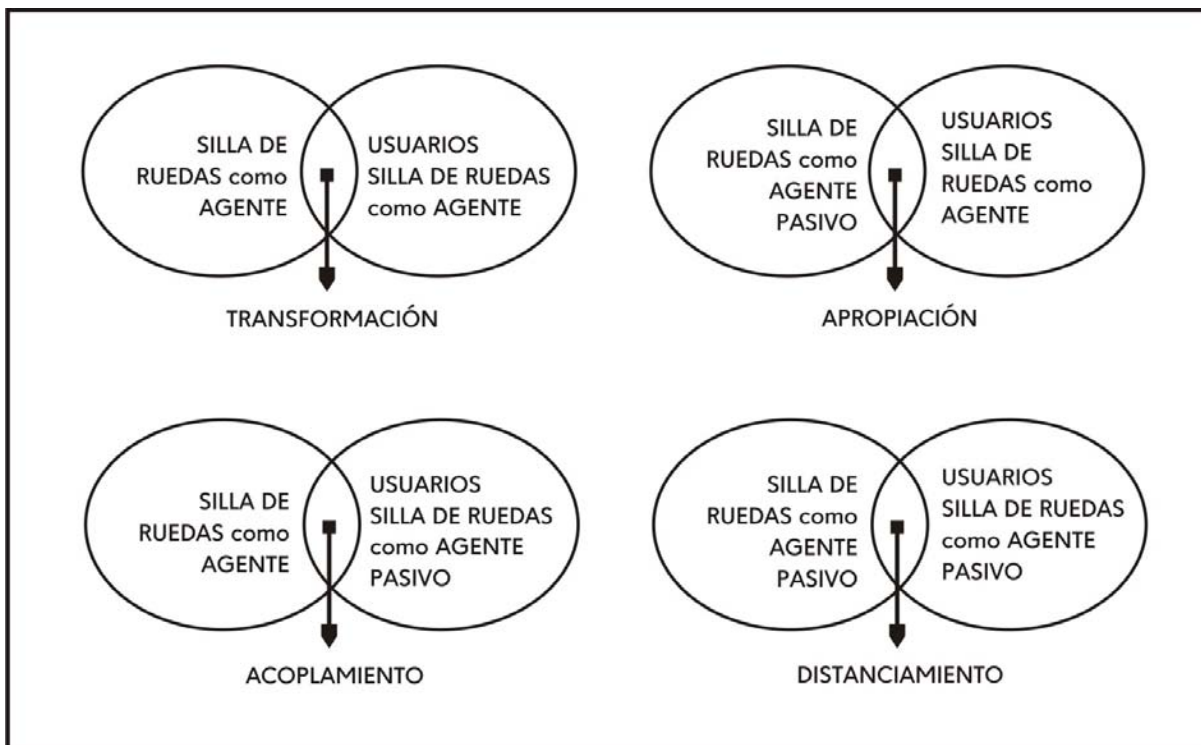 SILLA DE
RUEDAS como
AGENTE
USUARIOS
SILLA DE RUEDAS
como AGENTE
TRANSFORMACIÓN
SILLA DE
RUEDAS como
AGENTE
PASIVO
USUARIOS
SILLA DE
RUEDAS como
AGENTE
APROPIACIÓN
SILLA DE
RUEDAS como
AGENTE
USUARIOS
SILLA DE RUEDAS
como AGENTE
PASIVO
ACOPLAMIENTO
SILLA DE
RUEDAS como
AGENTE
PASIVO
USUARIOS
SILLA DE RUEDAS
como AGENTE
PASIVO
DISTANCIAMIENTO